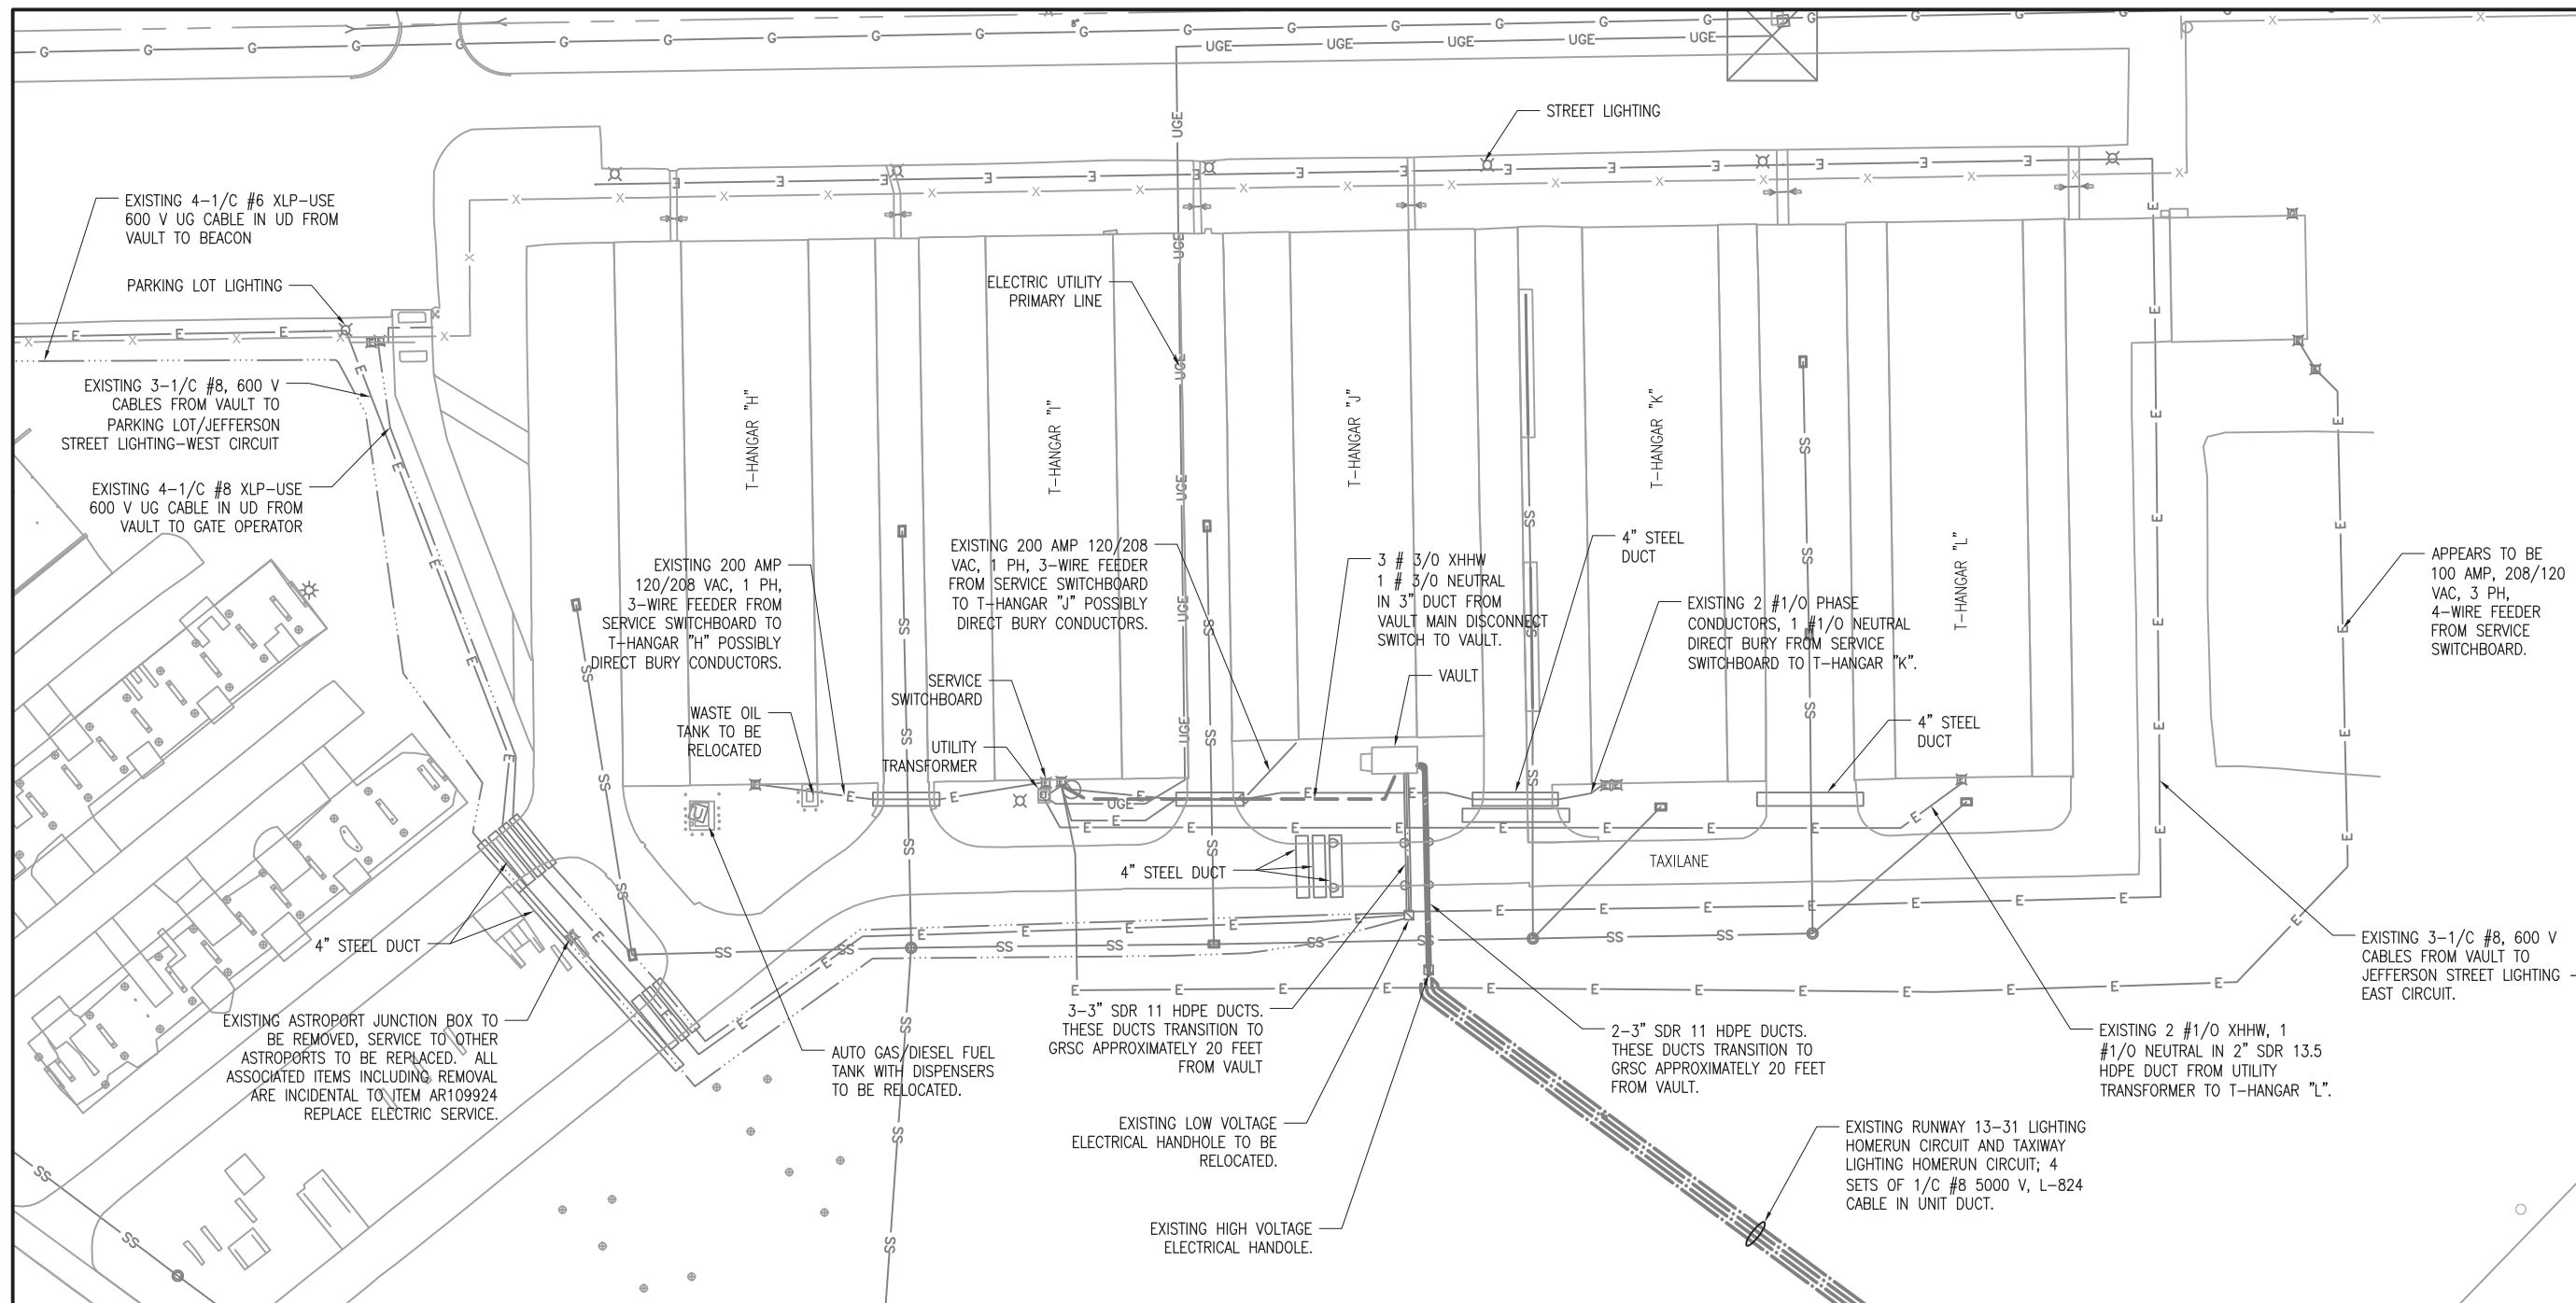 8"
STREET LIGHTING
EXISTING 4-1/C #6 XLP-USE
600 V UG CABLE IN UD FROM
VAULT TO BEACON
PARKING LOT LIGHTING
ELECTRIC UTILITY
PRIMARY LINE
EXISTING 3-1/C #8, 600 V
CABLES FROM VAULT TO
PARKING LOT/JEFFERSON
STREET LIGHTING-WEST CIRCUIT
EXISTING 4-1/C #8 XLP-USE
600 V UG CABLE IN UD FROM
VAULT TO GATE OPERATOR
T-HANGAR "H"
T-HANGAR "I"
T-HANGAR "J"
T-HANGAR "K"
T-HANGAR "L"
EXISTING 200 AMP
120/208 VAC, 1 PH,
3-WIRE FEEDER FROM
SERVICE SWITCHBOARD TO
T-HANGAR "H" POSSIBLY
DIRECT BURY CONDUCTORS.
EXISTING 200 AMP 120/208
VAC, 1 PH, 3-WIRE FEEDER
FROM SERVICE SWITCHBOARD
TO T-HANGAR "J" POSSIBLY
DIRECT BURY CONDUCTORS.
3 # 3/0 XHHW
1 # 3/0 NEUTRAL
IN 3" DUCT FROM
VAULT MAIN DISCONNECT
SWITCH TO VAULT.
4" STEEL
DUCT
EXISTING 2 #1/0 PHASE
CONDUCTORS, 1 #1/0 NEUTRAL
DIRECT BURY FROM SERVICE
SWITCHBOARD TO T-HANGAR "K".
APPEARS TO BE
100 AMP, 208/120
VAC, 3 PH,
4-WIRE FEEDER
FROM SERVICE
SWITCHBOARD.
SERVICE
SWITCHBOARD
VAULT
WASTE OIL
TANK TO BE
RELOCATED
UTILITY
TRANSFORMER
4" STEEL
DUCT
TAXILANE
4" STEEL DUCT
4" STEEL DUCT
EXISTING 3-1/C #8, 600 V
CABLES FROM VAULT TO
JEFFERSON STREET LIGHTING -
EAST CIRCUIT.
EXISTING ASTROPORT JUNCTION BOX TO
BE REMOVED, SERVICE TO OTHER
ASTROPORTS TO BE REPLACED. ALL
ASSOCIATED ITEMS INCLUDING REMOVAL
ARE INCIDENTAL TO ITEM AR109924
REPLACE ELECTRIC SERVICE.
AUTO GAS/DIESEL FUEL
TANK WITH DISPENSERS
TO BE RELOCATED.
3-3" SDR 11 HDPE DUCTS.
THESE DUCTS TRANSITION TO
GRSC APPROXIMATELY 20 FEET
FROM VAULT
2-3" SDR 11 HDPE DUCTS.
THESE DUCTS TRANSITION TO
GRSC APPROXIMATELY 20 FEET
FROM VAULT.
EXISTING 2 #1/0 XHHW, 1
#1/0 NEUTRAL IN 2" SDR 13.5
HDPE DUCT FROM UTILITY
TRANSFORMER TO T-HANGAR "L".
EXISTING LOW VOLTAGE
ELECTRICAL HANDHOLE TO BE
RELOCATED.
EXISTING RUNWAY 13-31 LIGHTING
HOMERUN CIRCUIT AND TAXIWAY
LIGHTING HOMERUN CIRCUIT; 4
SETS OF 1/C #8 5000 V, L-824
CABLE IN UNIT DUCT.
EXISTING HIGH VOLTAGE
ELECTRICAL HANDOLE.